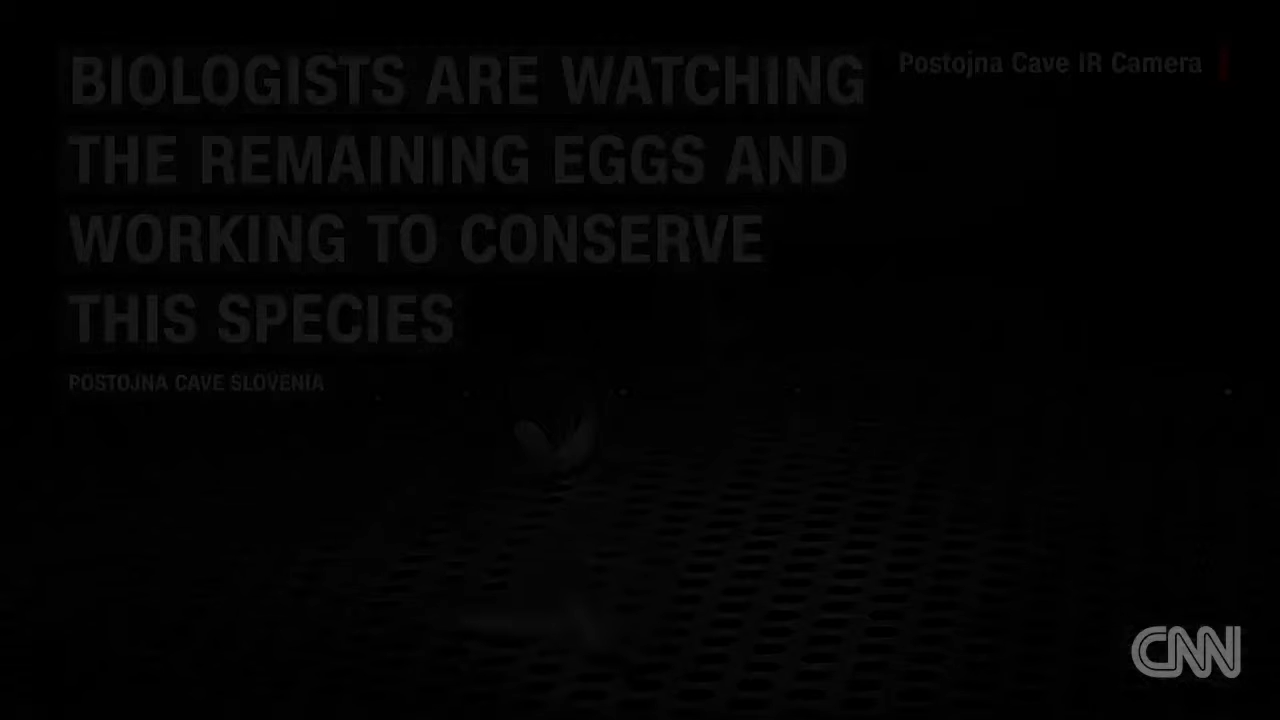 BIOLOGISTS ARE WATCHING
THE REMAINING EGGS AND
WORKING TO CONSERVE
THIS SPECIES
POSTOJNA CAVE SLOVENIA
Postojna Cave IR Camera
CNN